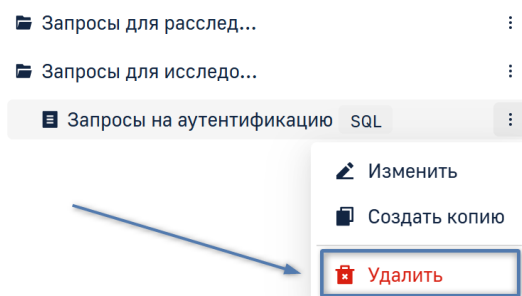 Запросы для расслед...
Запросы для исследо...
Запросы на аутентификацию SQL
Изменить
Создать копию
Удалить